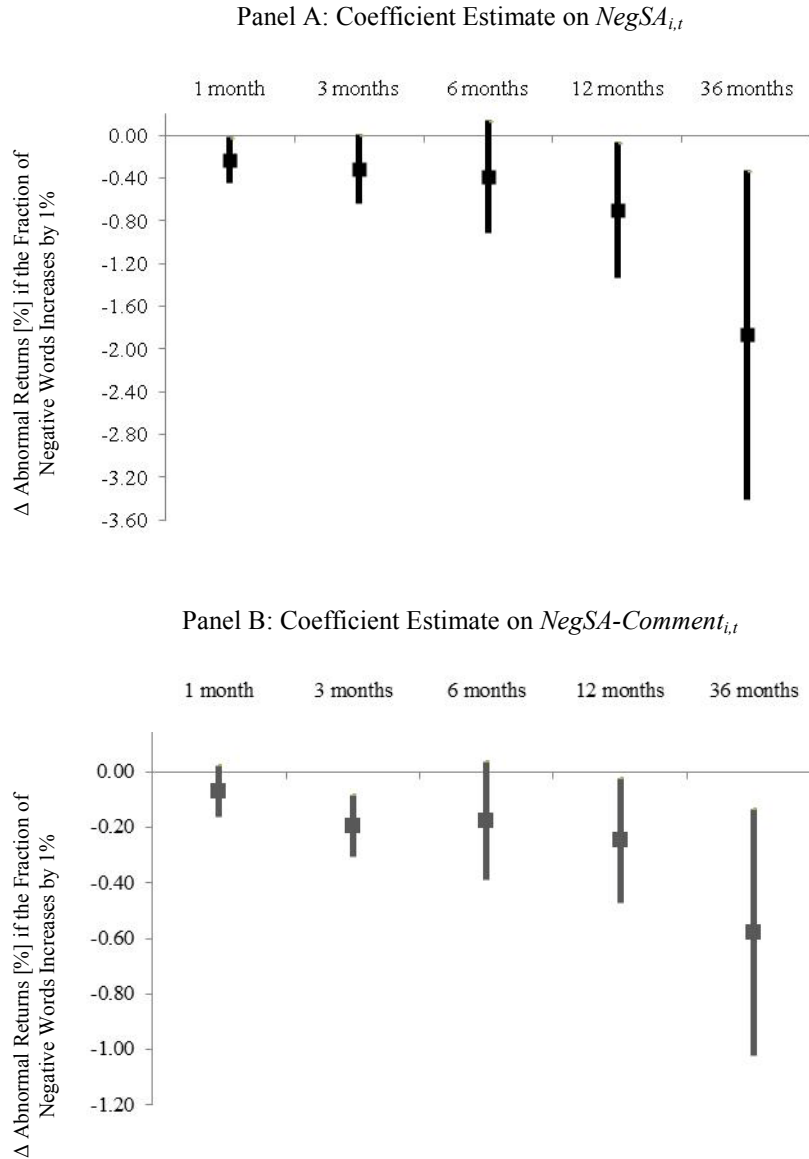 Panel A: Coefficient Estimate on NegSAi,t
1 month 3 months 6 months 12 months 36 months
Δ Abnormal Returns [%] if the Fraction of
Negative Words Increases by 1%
0.00
-0.40
-0.80
-1.20
-1.60
-2.00
-2.40
-2.80
-3.20
-3.60
Panel B: Coefficient Estimate on NegSA-Commenti,t
1 month 3 months 6 months 12 months 36 months
Δ Abnormal Returns [%] if the Fraction of
Negative Words Increases by 1%
0.00
-0.20
-0.40
-0.60
-0.80
-1.00
-1.20